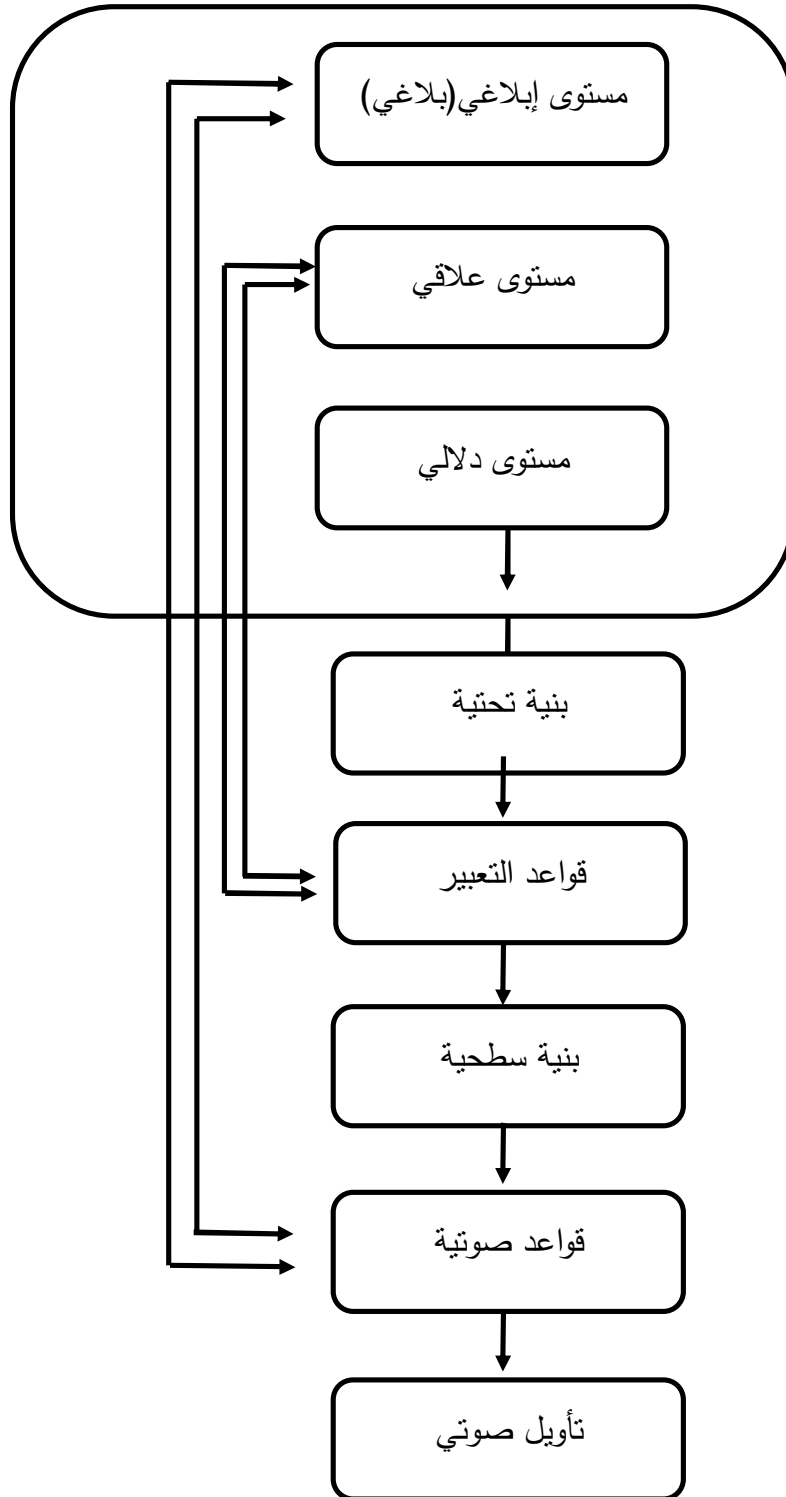 مستوى إبلاغي(بلاغي)
مستوى علاقي
مستوى دلالي
بنية تحتية
قواعد التعبير
بنية سطحية
قواعد صوتية
تأويل صوتي